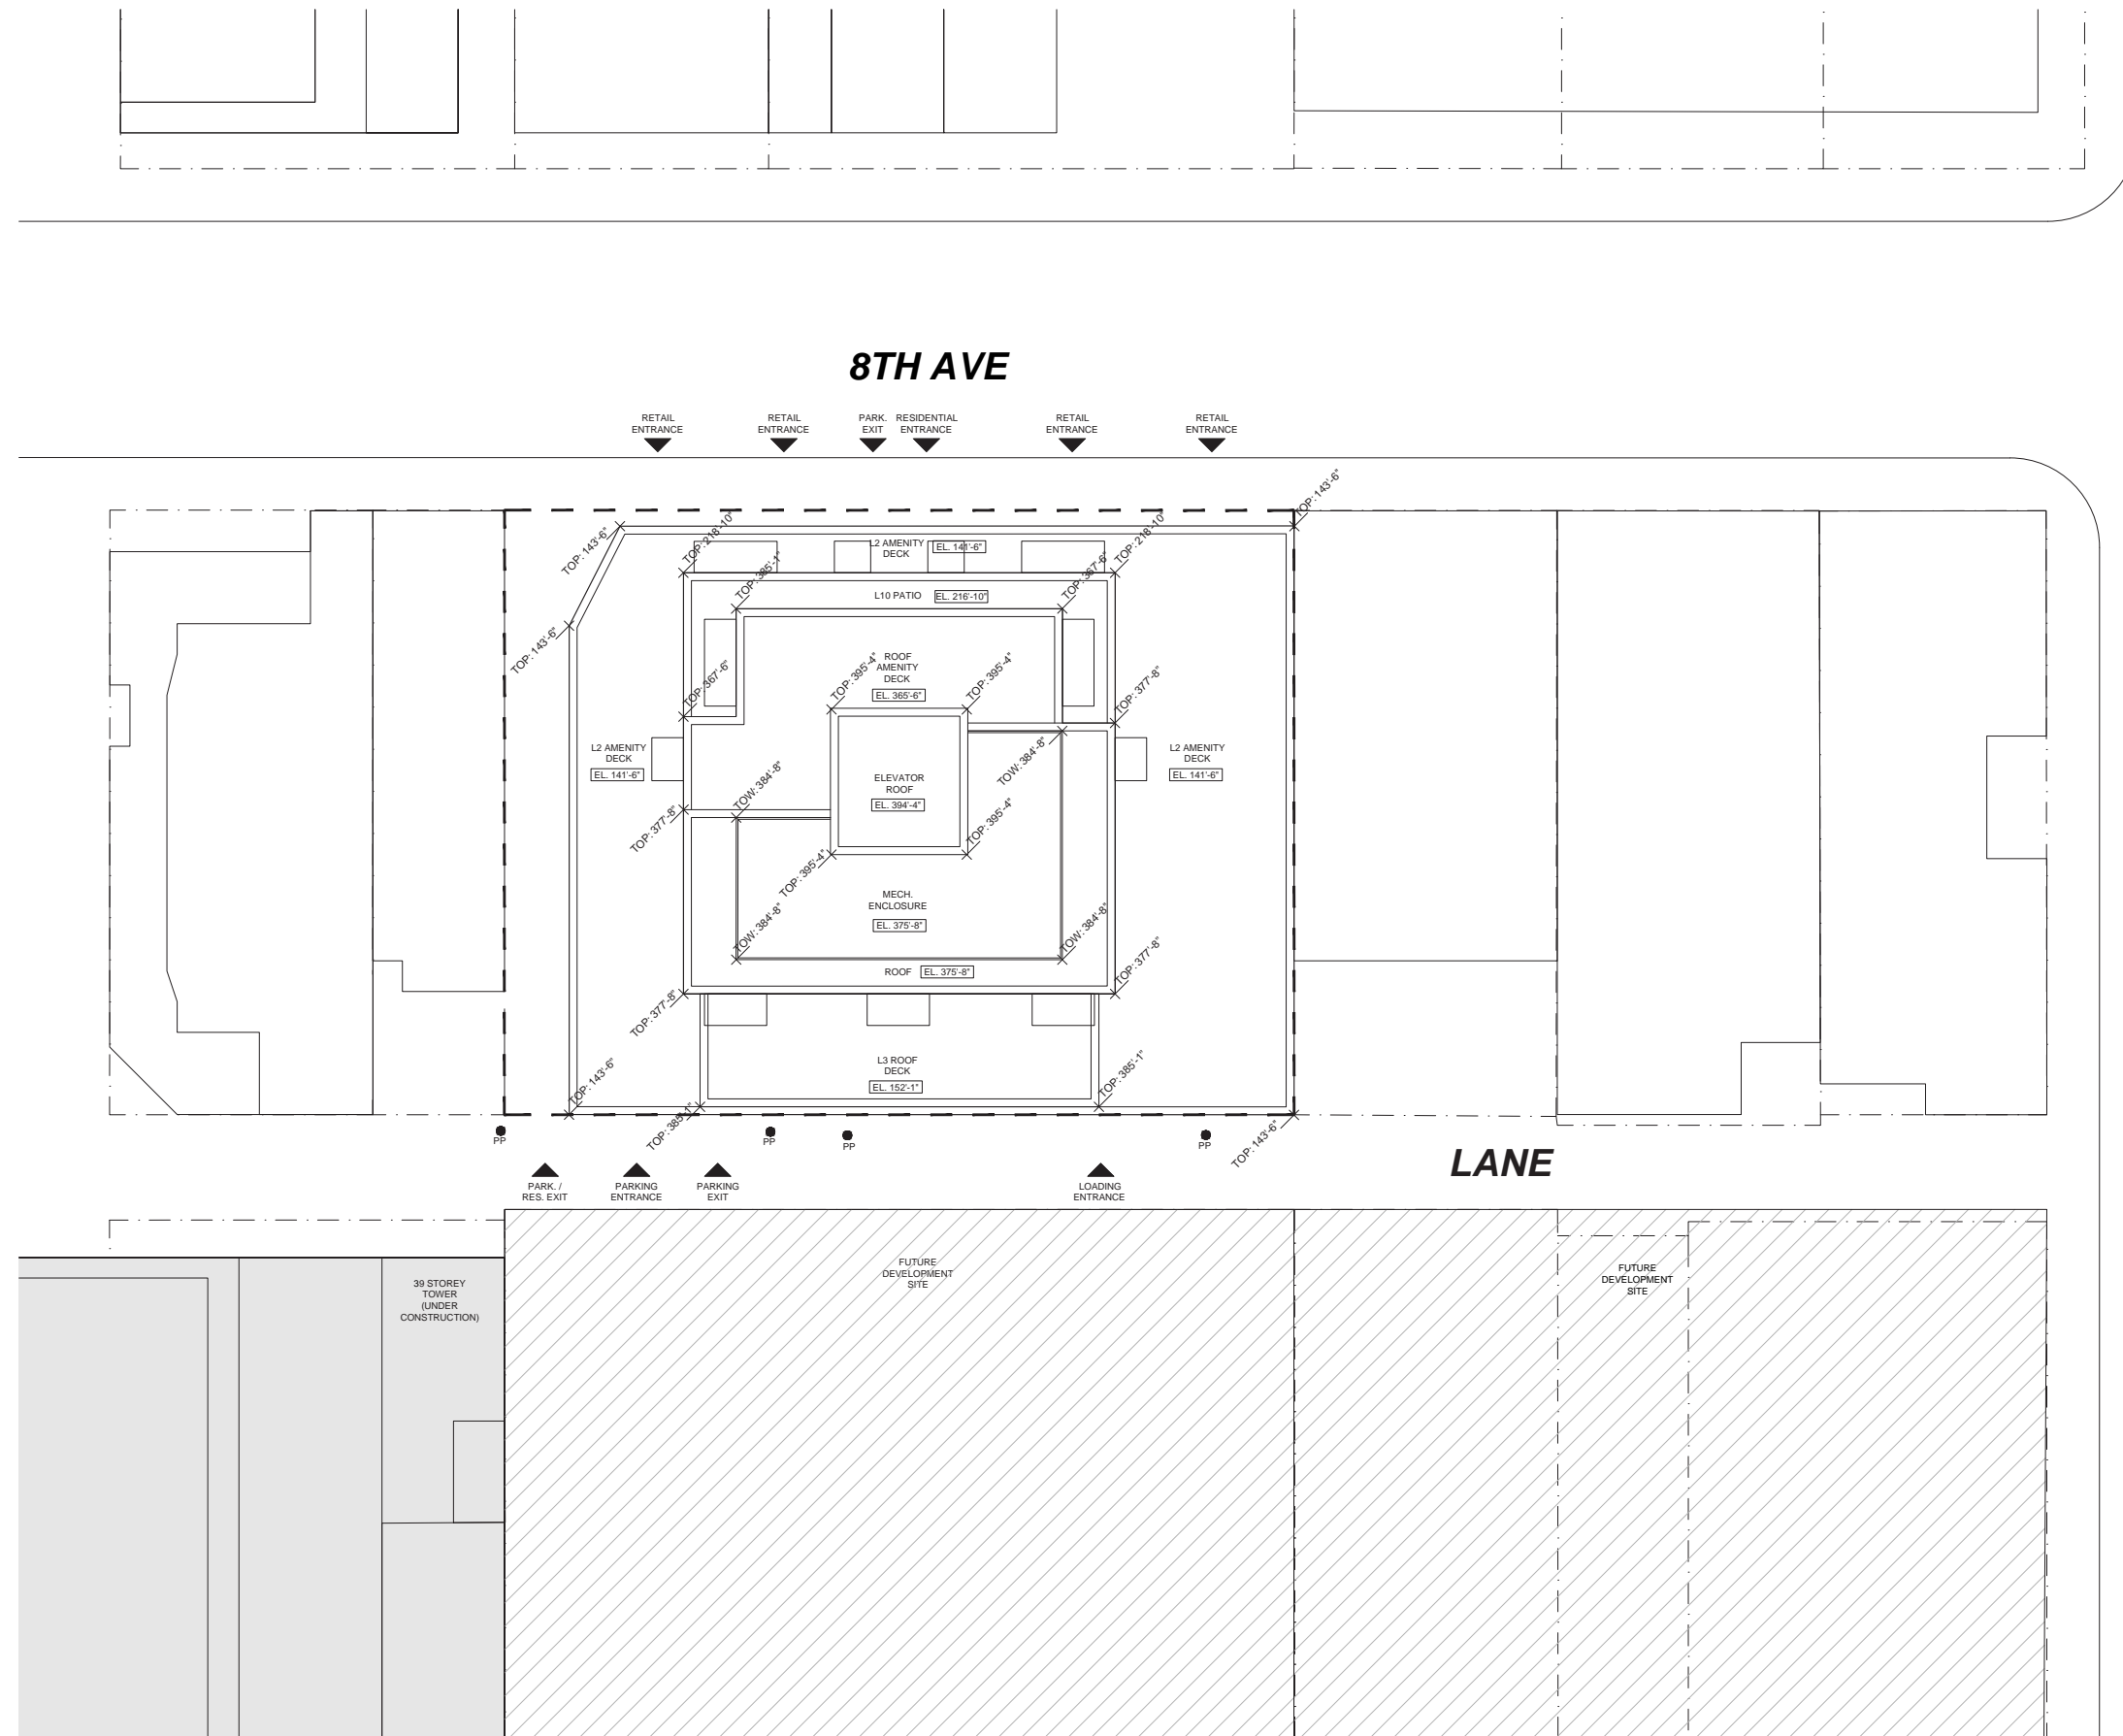 8TH AVE
RETAIL
ENTRANCE
RETAIL
ENTRANCE
PARK.
EXIT
RESIDENTIAL
ENTRANCE
RETAIL
ENTRANCE
RETAIL
ENTRANCE
TOP: 143'-6"
TOP: 143'-6"
TOP: 218'-10"
L2 AMENITY
DECK
EL. 141'-6"
TOP: 218'-10"
TOP: 385'-1"
TOP: 367'-6"
L10 PATIO
EL. 216'-10"
TOP: 143'-6"
TOP: 367'-6"
TOP: 395'-4"
ROOF
AMENITY
DECK
EL. 365'-6"
TOP: 395'-4"
TOP: 377'-8"
L2 AMENITY
DECK
EL. 141'-6"
TOW: 384'-8"
ELEVATOR
ROOF
EL. 394'-4"
TOW: 384'-8"
L2 AMENITY
DECK
EL. 141'-6"
TOP: 377'-8"
TOP: 395'-4"
TOP: 395'-4"
MECH.
ENCLOSURE
EL. 375'-8"
TOW: 384'-8"
TOW: 384'-8"
ROOF
EL. 375'-8"
TOP: 377'-8"
TOP: 377'-8"
L3 ROOF
DECK
EL. 152'-1"
TOP: 143'-6"
TOP: 385'-1"
TOP: 385'-1"
TOP: 143'-6"
PP
PP
PP
PP
LANE
PARK. /
RES. EXIT
PARKING
ENTRANCE
PARKING
EXIT
LOADING
ENTRANCE
39 STOREY
TOWER
(UNDER
CONSTRUCTION)
FUTURE
DEVELOPMENT
SITE
FUTURE
DEVELOPMENT
SITE